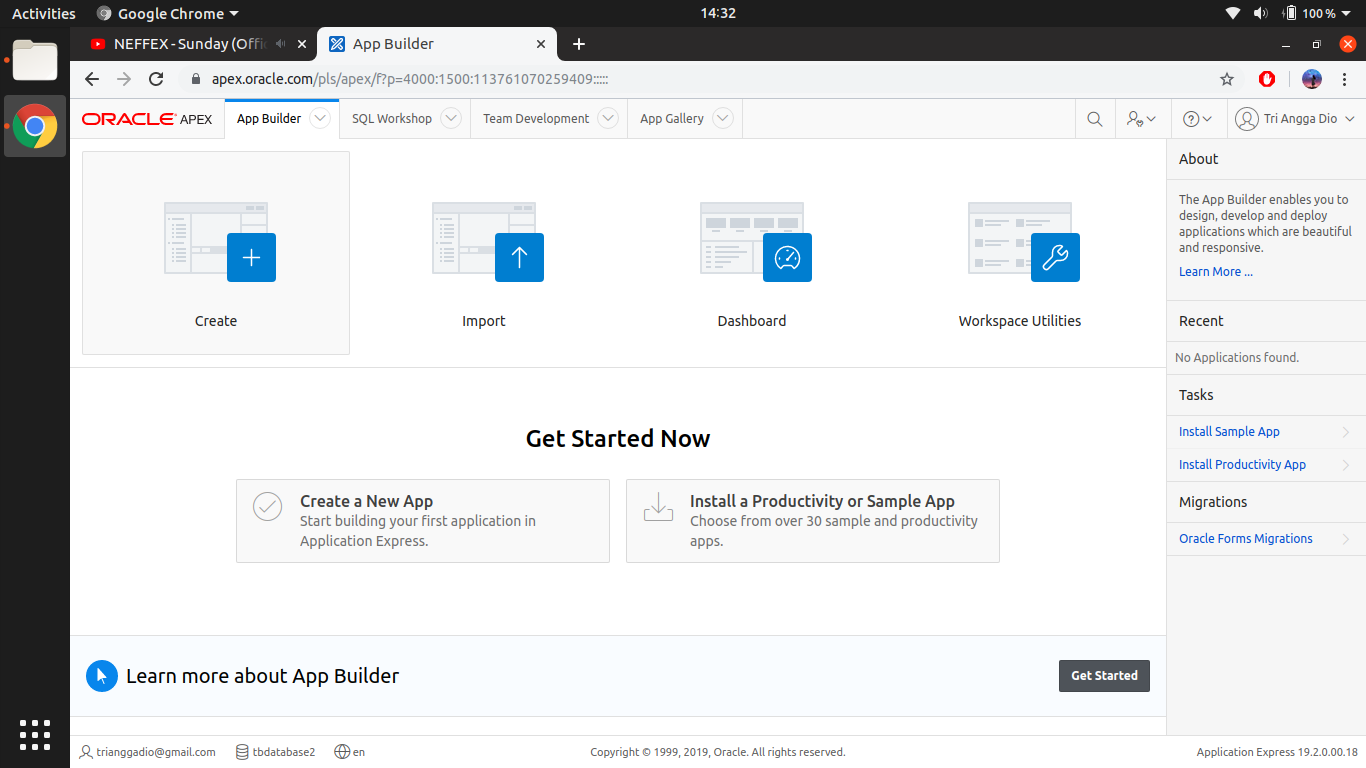 Activities
Google Chrome
14:32
100 %
NEFFEX - Sunday (Offi
App Builder
apex.oracle.com/pls/apex/f?p=4000:1500:113761070259409:::::
ORACLE APEX
App Builder
SQL Workshop
Team Development
App Gallery
Tri Angga Dio
Create
Import
Dashboard
Workspace Utilities
Get Started Now
Create a New App
Start building your first application in
Application Express.
Install a Productivity or Sample App
Choose from over 30 sample and productivity
apps.
Learn more about App Builder
Get Started
About
The App Builder enables you to
design, develop and deploy
applications which are beautiful
and responsive.
Learn More ...
Recent
No Applications found.
Tasks
Install Sample App
Install Productivity App
Migrations
Oracle Forms Migrations
trianggadio@gmail.com
tbdatabase2
en
Copyright © 1999, 2019, Oracle. All rights reserved.
Application Express 19.2.0.00.18